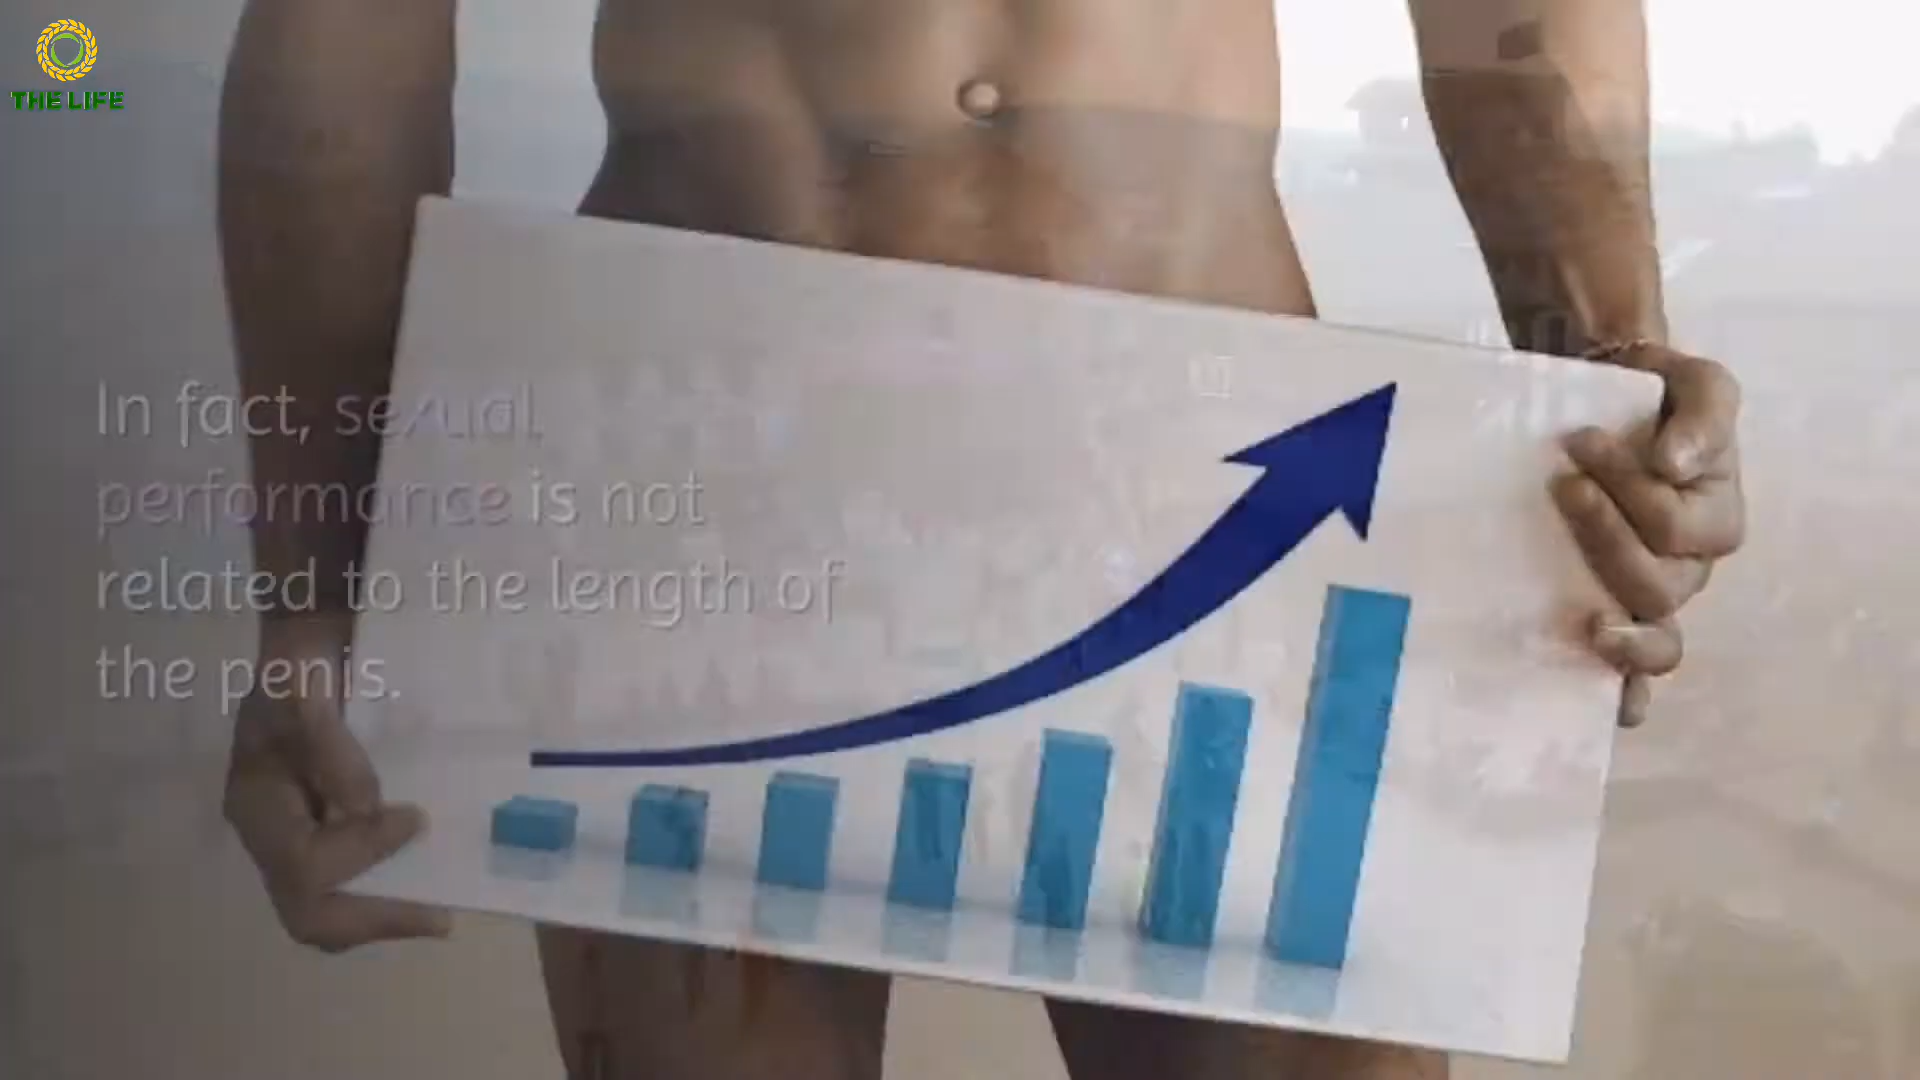 THE LIFE
In fact, sexual
performance is not
related to the length of
the penis.